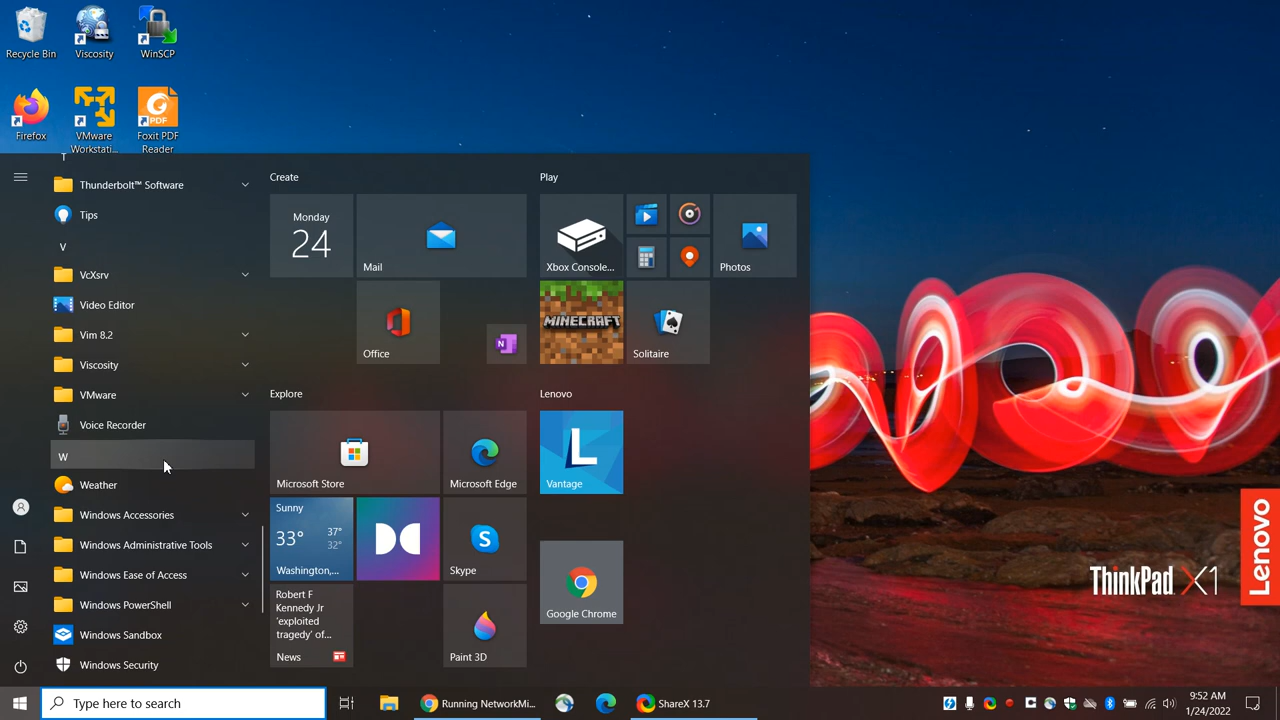 Recycle Bin
Viscosity
WinSCP
Firefox
VMware
Workstati...
PDF
Foxit PDF
Reader
T
Thunderbolt™ Software
Tips
V
VcXsrv
Video Editor
Vim 8.2
Viscosity
VMware
Voice Recorder
W
Weather
Windows Accessories
Windows Administrative Tools
Windows Ease of Access
Windows PowerShell
Windows Sandbox
Windows Security
Create
Monday
24
Mail
Office
N
Explore
Microsoft Store
Microsoft Edge
Sunny
33°
37°
32°
Washington,...
Skype
Robert F
Kennedy Jr
‘exploited
tragedy’ of...
News
Paint 3D
Play
Xbox Console...
Photos
MINECRAFT
Solitaire
Lenovo
L
Vantage
Google Chrome
ThinkPad X1
Lenovo
Type here to search
Running NetworkMi...
ShareX 13.7
9:52 AM
1/24/2022